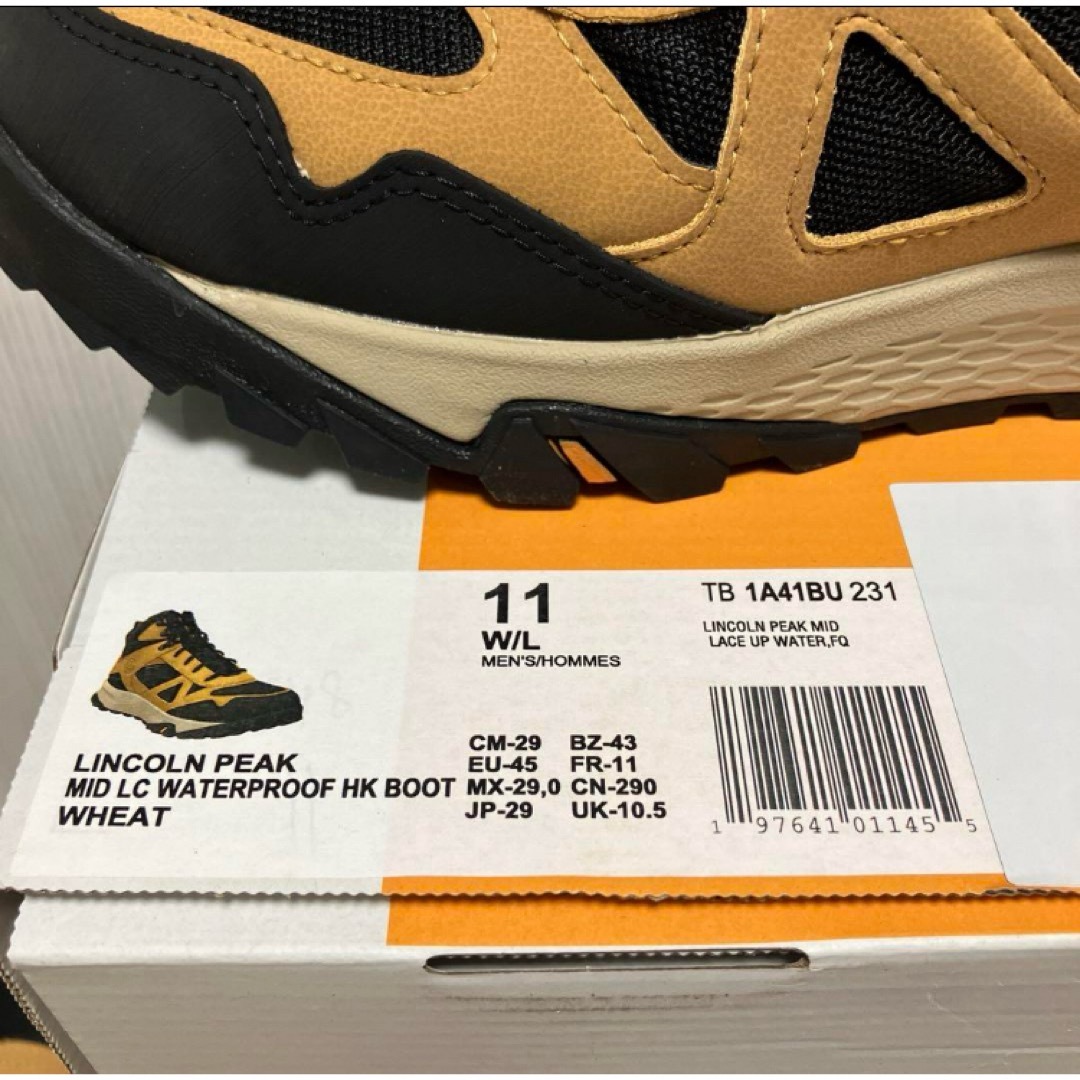 11
W/L
MEN'S/HOMMES
TB 1A41BU 231
LINCOLN PEAK MID
LACE UP WATER,FQ
LINCOLN PEAK
MID LC WATERPROOF HK BOOT
WHEAT
CM-29 BZ-43
EU-45 FR-11
MX-29,0 CN-290
JP-29 UK-10.5
1 97641 01145 5